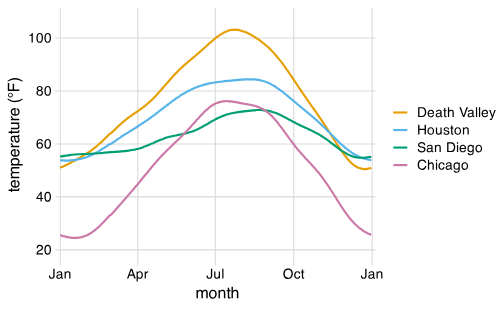 temperature (°F)
100
80
60
40
20
Jan
Apr
Jul
Oct
Jan
month
Death Valley
Houston
San Diego
Chicago